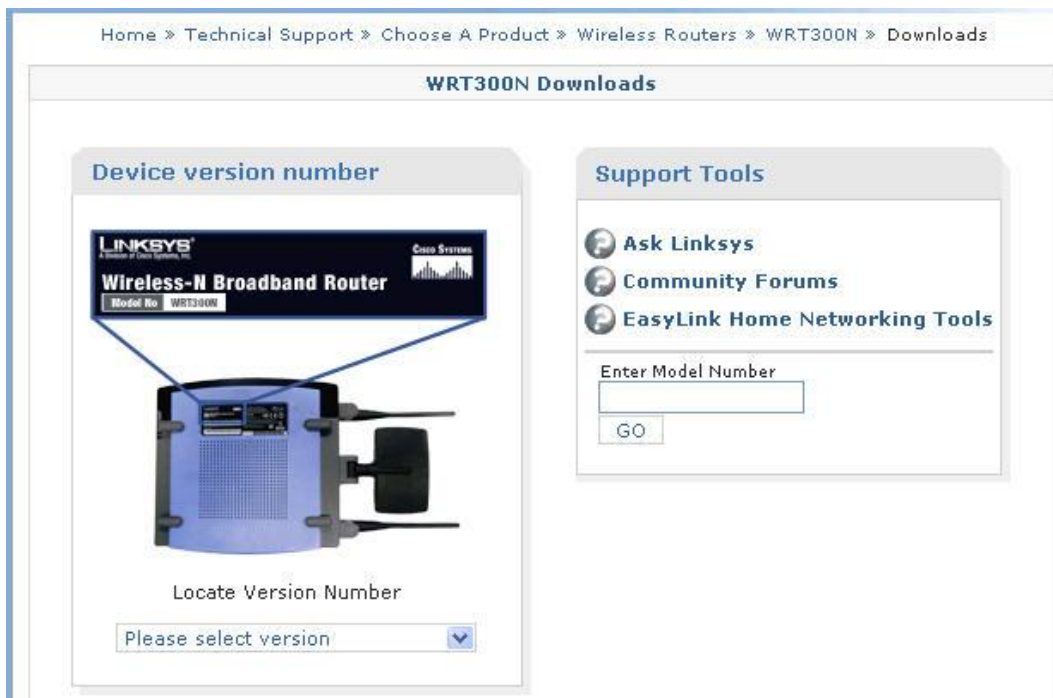 Home » Technical Support » Choose A Product » Wireless Routers » WRT300N » Downloads
WRT300N Downloads
Device version number
LINKSYS®
A Division of Cisco Systems, Inc.
CISCO SYSTEMS
Wireless-N Broadband Router
Model No WRT300N
Locate Version Number
Please select version
Support Tools
Ask Linksys
Community Forums
EasyLink Home Networking Tools
Enter Model Number
GO